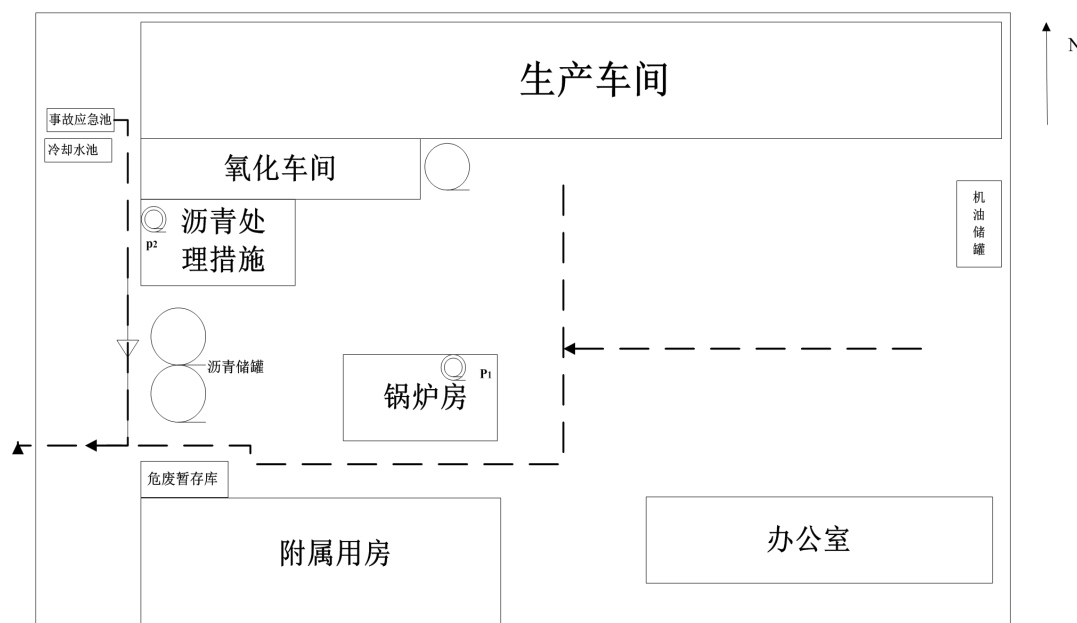 生产车间
N
事故应急池
冷却水池
氧化车间
机
油
储
罐
沥青处
理措施
p2
沥青储罐
P1
锅炉房
危废暂存库
附属用房
办公室